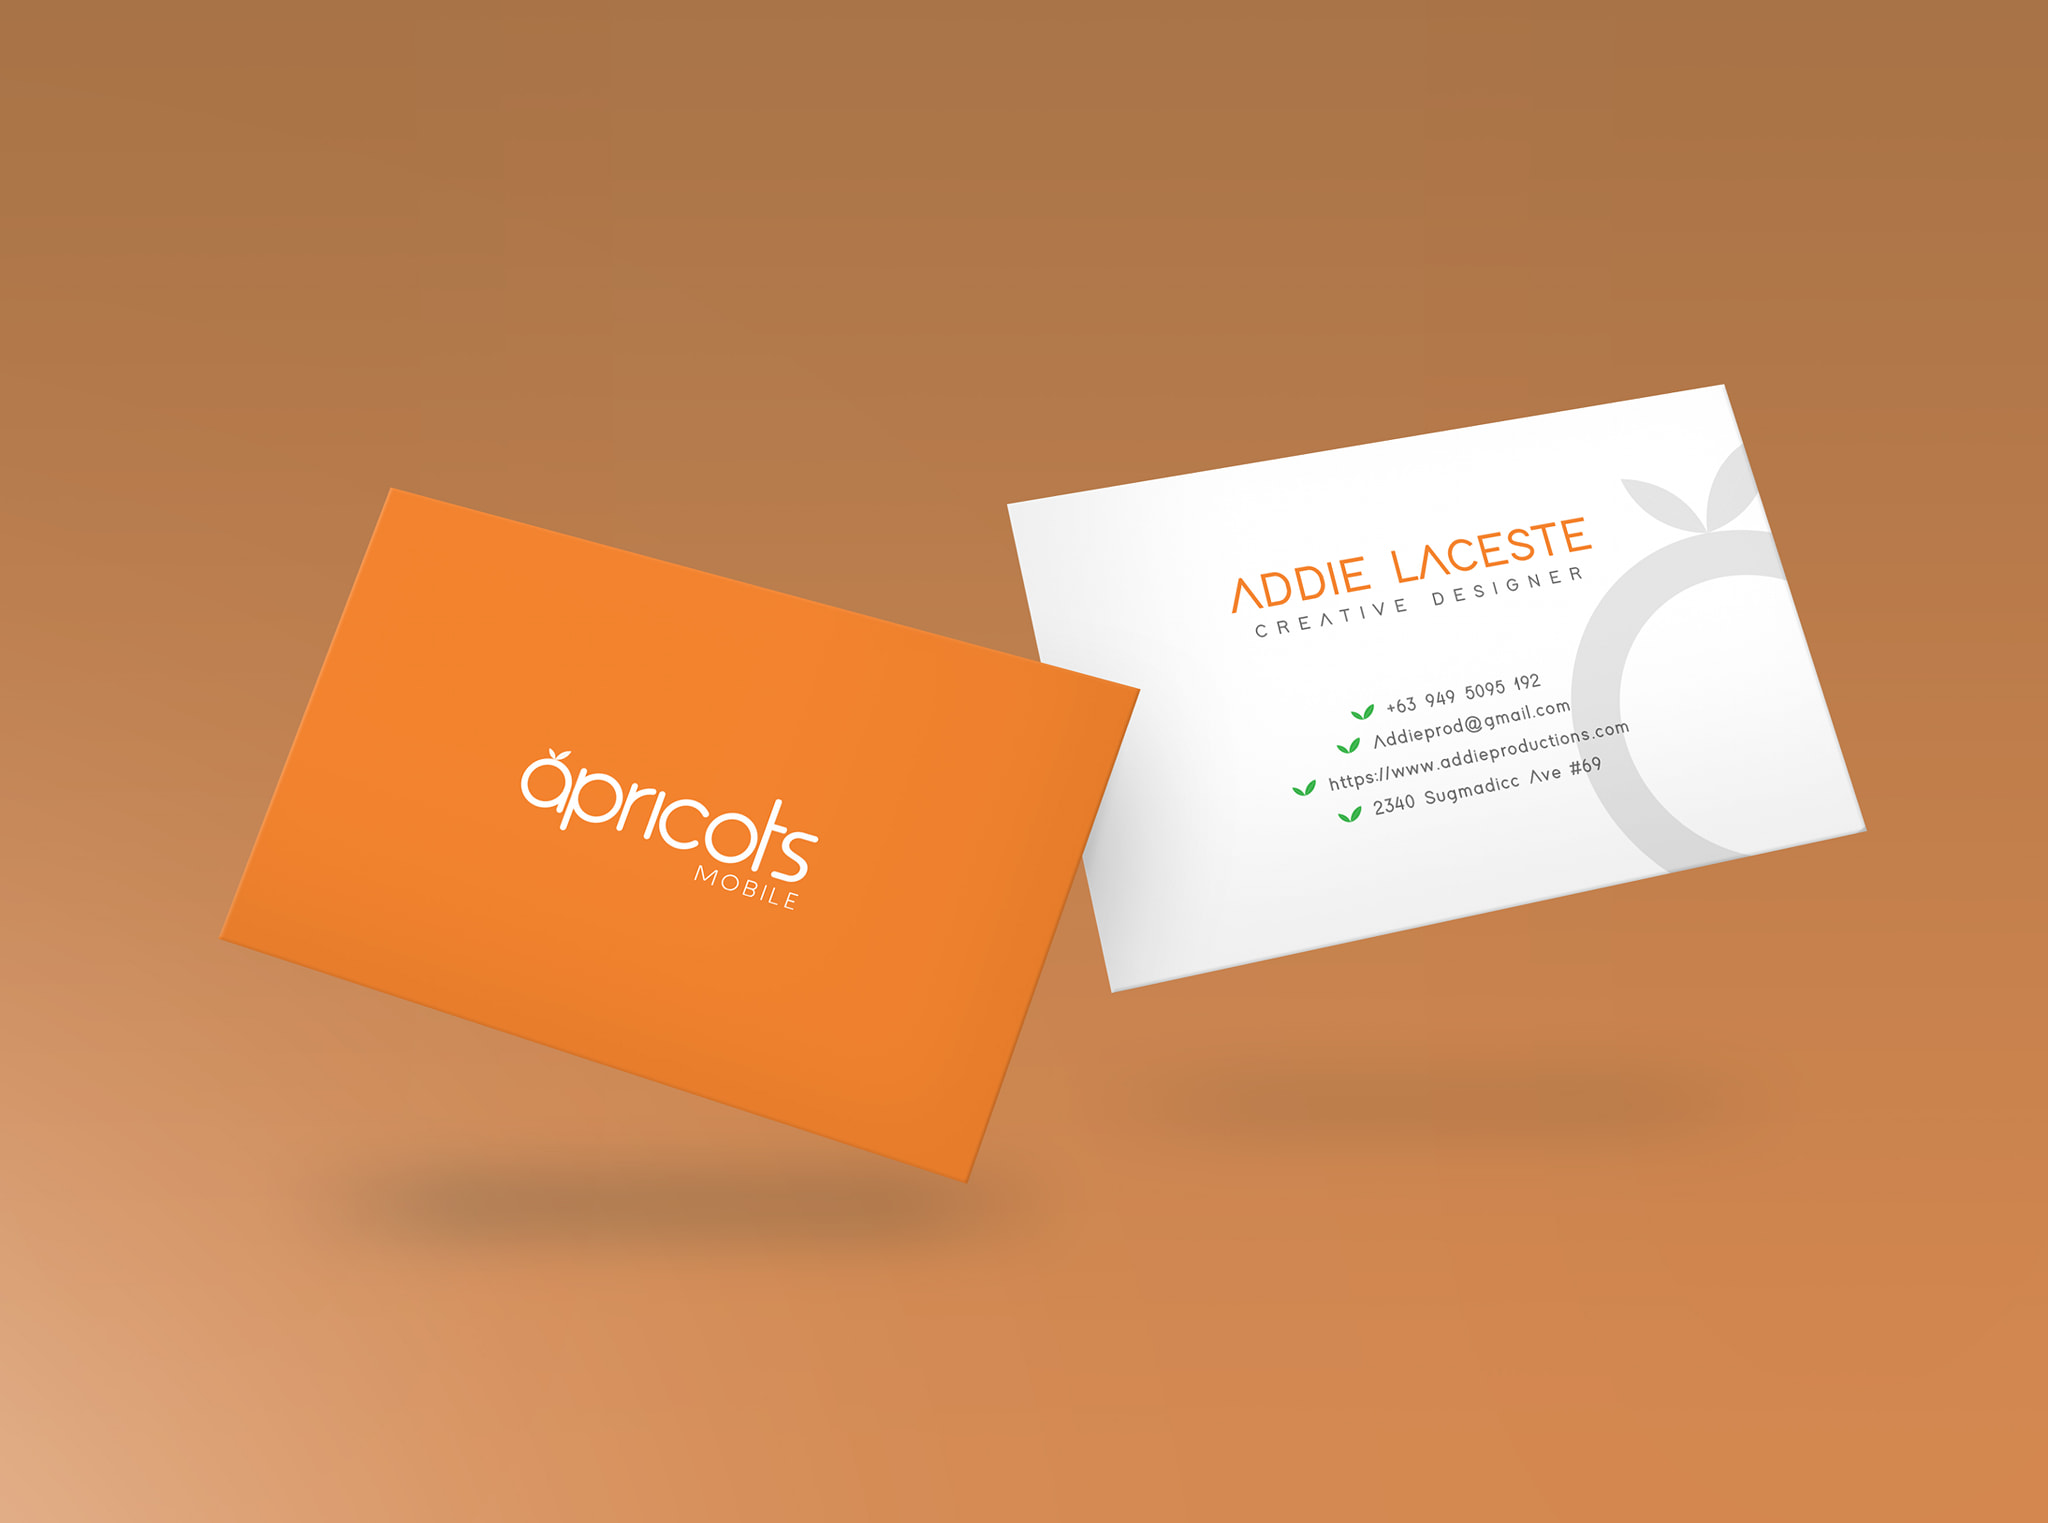 apricots
MOBILE
ADDIE LACESTE
CREATIVE DESIGNER
+63 949 5095 192
Addieprod@gmail.com
https://www.addieproductions.com
2340 Sugmadicc Ave #69